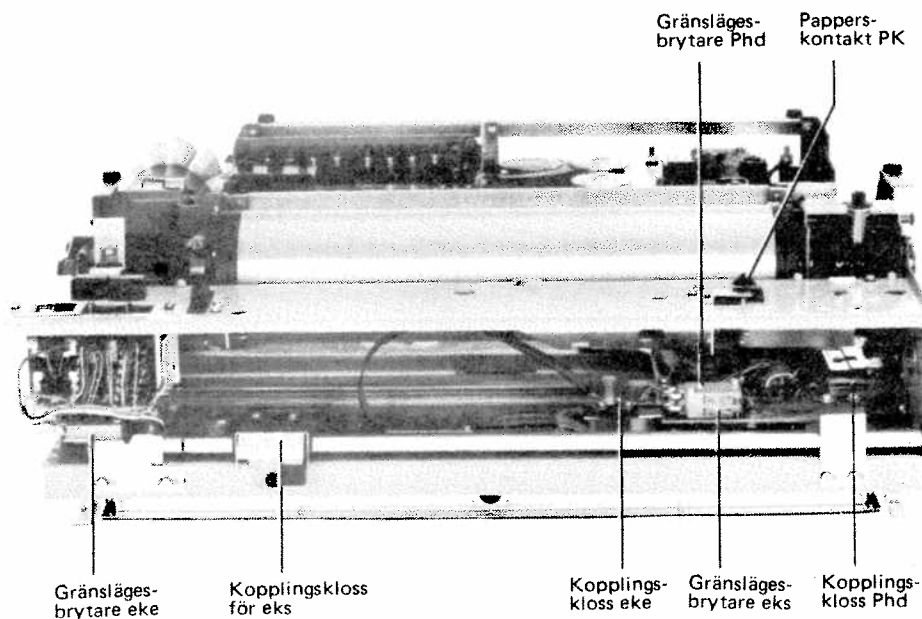 Gränsläges-
brytare Phd
Pappers-
kontakt PK
Gränsläges-
brytare eke
Kopplingskloss
för eks
Kopplings-
kloss eke
Gränsläges-
brytare eks
Kopplings-
kloss Phd